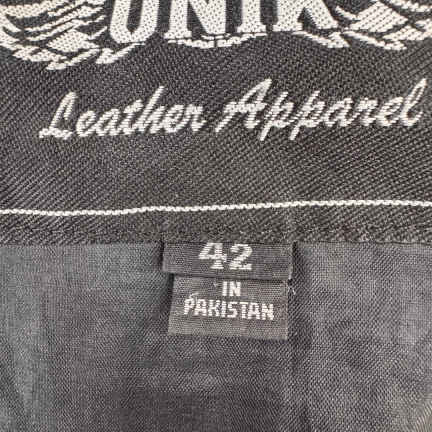 UNIK
Leather Apparel
42
IN
PAKISTAN